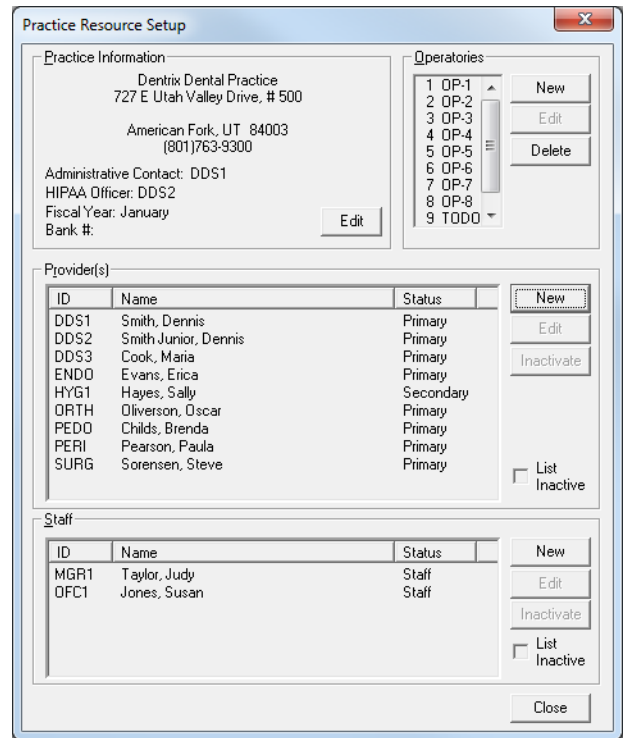 Practice Resource Setup
Practice Information
Dentrix Dental Practice
727 E Utah Valley Drive, # 500
American Fork, UT 84003
(801)763-9300
Administrative Contact: DDS1
HIPAA Officer: DDS2
Fiscal Year: January
Bank #:
Edit
Operatories
1 OP-1
2 OP-2
3 OP-3
4 OP-4
5 OP-5
6 OP-6
7 OP-7
8 OP-8
9 TODO
New
Edit
Delete
Provider(s)
ID Name Status
DDS1 Smith, Dennis Primary
DDS2 Smith Junior, Dennis Primary
DDS3 Cook, Maria Primary
ENDO Evans, Erica Primary
HYG1 Hayes, Sally Secondary
ORTH Oliverson, Oscar Primary
PEDO Childs, Brenda Primary
PERI Pearson, Paula Primary
SURG Sorensen, Steve Primary
New
Edit
Inactivate
List
Inactive
Staff
ID Name Status
MGR1 Taylor, Judy Staff
OFC1 Jones, Susan Staff
New
Edit
Inactivate
List
Inactive
Close